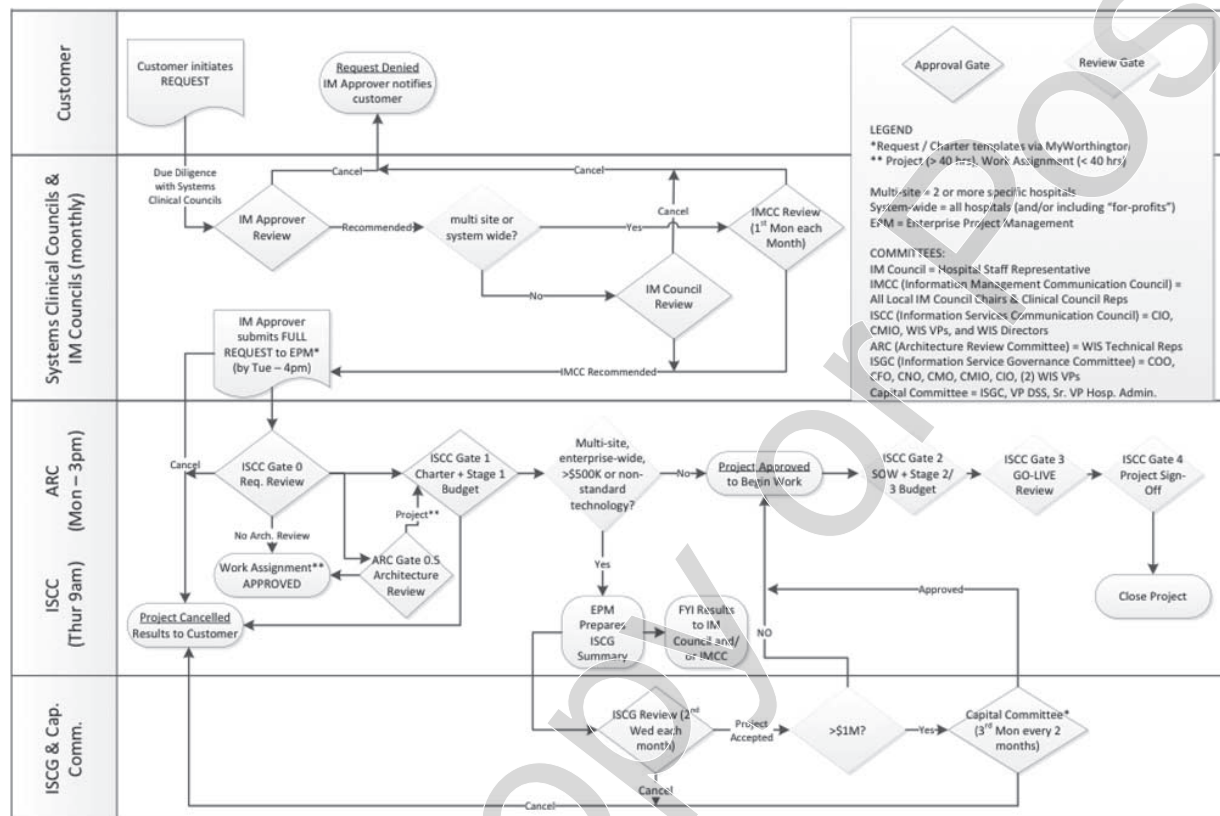 Customer
Customer initiates
REQUEST
Request Denied
IM Approver notifies
customer
Approval Gate
Review Gate
LEGEND
*Request / Charter templates via MyWorthington
** Project (> 40 hrs). Work Assignment (< 40 hrs)
Multi-site = 2 or more specific hospitals
System-wide = all hospitals (and/or including "for-profits")
EPM = Enterprise Project Management
COMMITTEES:
IM Council = Hospital Staff Representative
IMCC (Information Management Communication Council) =
All Local IM Council Chairs & Clinical Council Reps
ISCC (Information Services Communication Council) = CIO,
CMIO, WIS VPs, and WIS Directors
ARC (Architecture Review Committee) = WIS Technical Reps
ISGC (Information Service Governance Committee) = COO,
CFO, CNO, CMO, CMIO, CIO, (2) WIS VPs
Capital Committee = ISGC, VP DSS, Sr. VP Hosp. Admin.
Systems Clinical Councils &
IM Councils (monthly)
Due Diligence
with Systems
Clinical Councils
Cancel
Cancel
IM Approver
Review
Recommended
multi site or
system wide?
Yes
Cancel
IMCC Review
(1st Mon each
Month)
No
IM Council
Review
IM Approver
submits FULL
REQUEST to EPM*
(by Tue – 4pm)
IMCC Recommended
ARC
(Mon – 3pm)
ISCC
(Thur 9am)
Cancel
ISCC Gate 0
Req. Review
ISCC Gate 1
Charter + Stage 1
Budget
Multi-site,
enterprise-wide,
>$500K or non-
standard
technology?
No
Project Approved
to Begin Work
ISCC Gate 2
SOW + Stage 2/
3 Budget
ISCC Gate 3
GO-LIVE
Review
ISCC Gate 4
Project Sign-
Off
Project**
No Arch. Review
Work Assignment**
APPROVED
ARC Gate 0.5
Architecture
Review
Yes
Project Cancelled
Results to Customer
EPM
Prepares
ISCG
Summary
FYI Results
to IM
Council and/
or IMCC
NO
Approved
Close Project
ISCG & Cap.
Comm.
ISCG Review (2nd
Wed each
month)
Project
Accepted
>$1M?
Yes
Capital Committee*
(3rd Mon every 2
months)
Cancel
Cancel